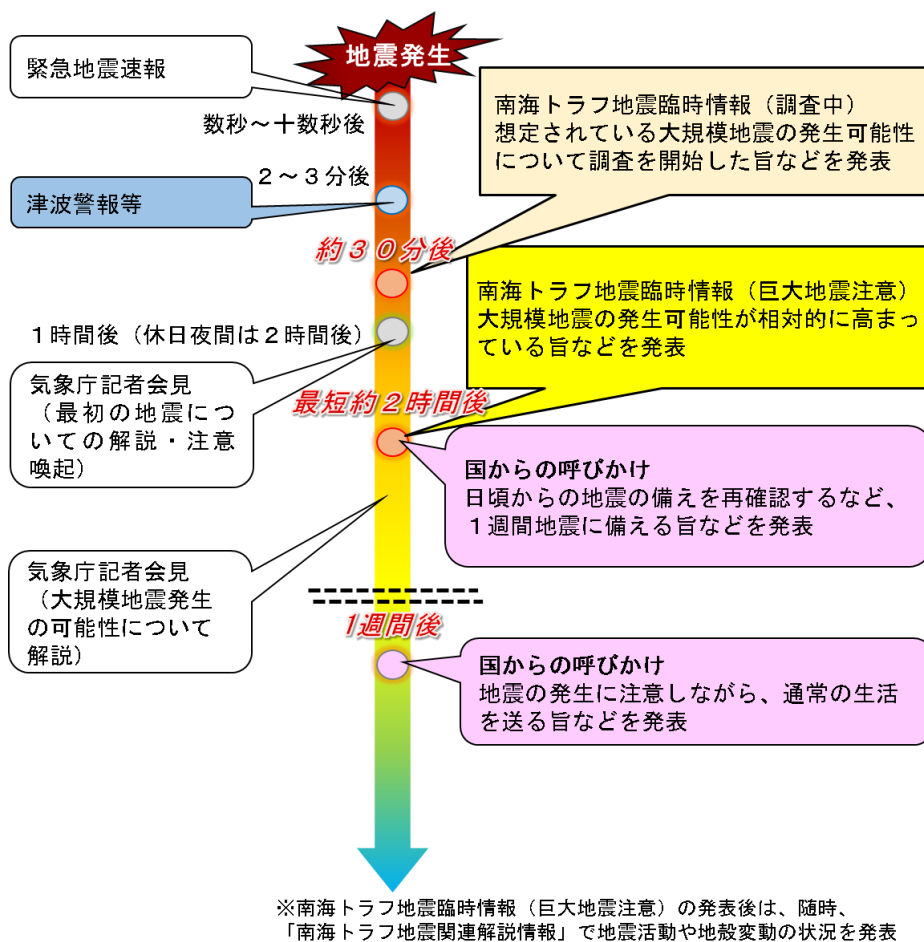 地震発生
緊急地震速報
数秒～十数秒後
南海トラフ地震臨時情報（調査中）
想定されている大規模地震の発生可能性
について調査を開始した旨などを発表
２～３分後
津波警報等
約３０分後
南海トラフ地震臨時情報（巨大地震注意）
大規模地震の発生可能性が相対的に高まっ
ている旨などを発表
１時間後（休日夜間は２時間後）
気象庁記者会見
（最初の地震につ
いての解説・注意
喚起）
最短約２時間後
国からの呼びかけ
日頃からの地震の備えを再確認するなど、
１週間地震に備える旨などを発表
気象庁記者会見
（大規模地震発生
の可能性について
解説）
1週間後
国からの呼びかけ
地震の発生に注意しながら、通常の生活
を送る旨などを発表
※南海トラフ地震臨時情報（巨大地震注意）の発表後は、随時、
「南海トラフ地震関連解説情報」で地震活動や地殻変動の状況を発表